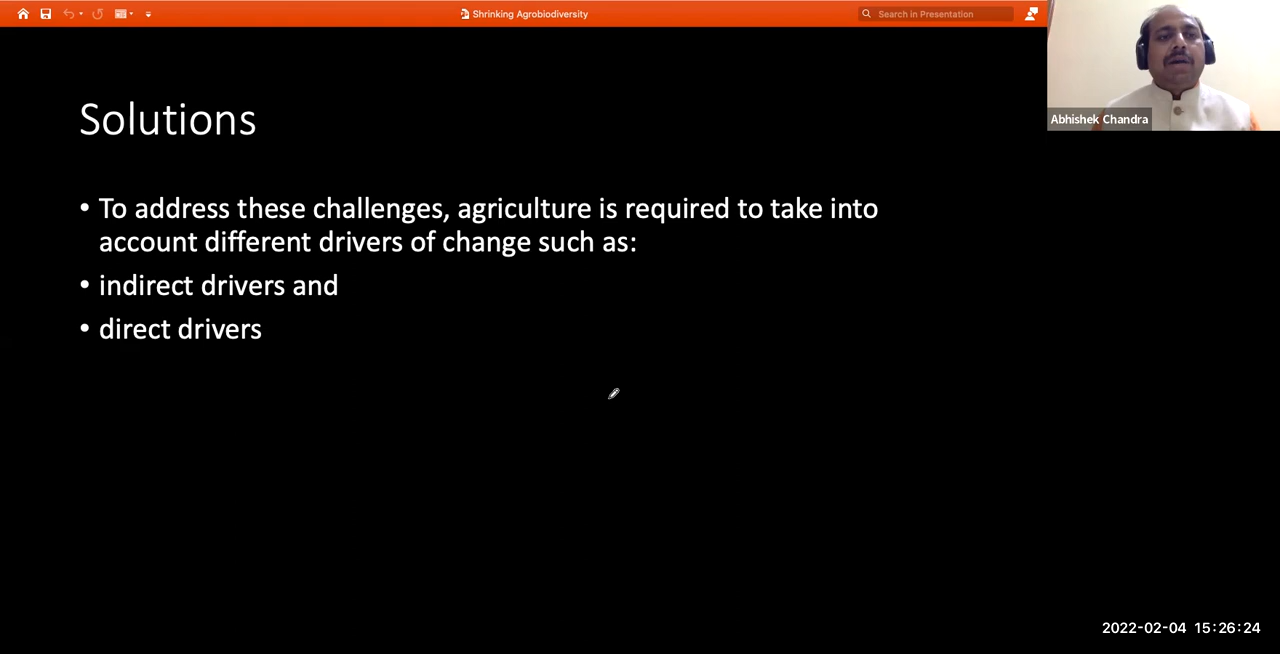 Shrinking Agrobiodiversity
Search in Presentation
Abhishek Chandra
Solutions
• To address these challenges, agriculture is required to take into
account different drivers of change such as:
• indirect drivers and
• direct drivers
2022-02-04 15:26:24